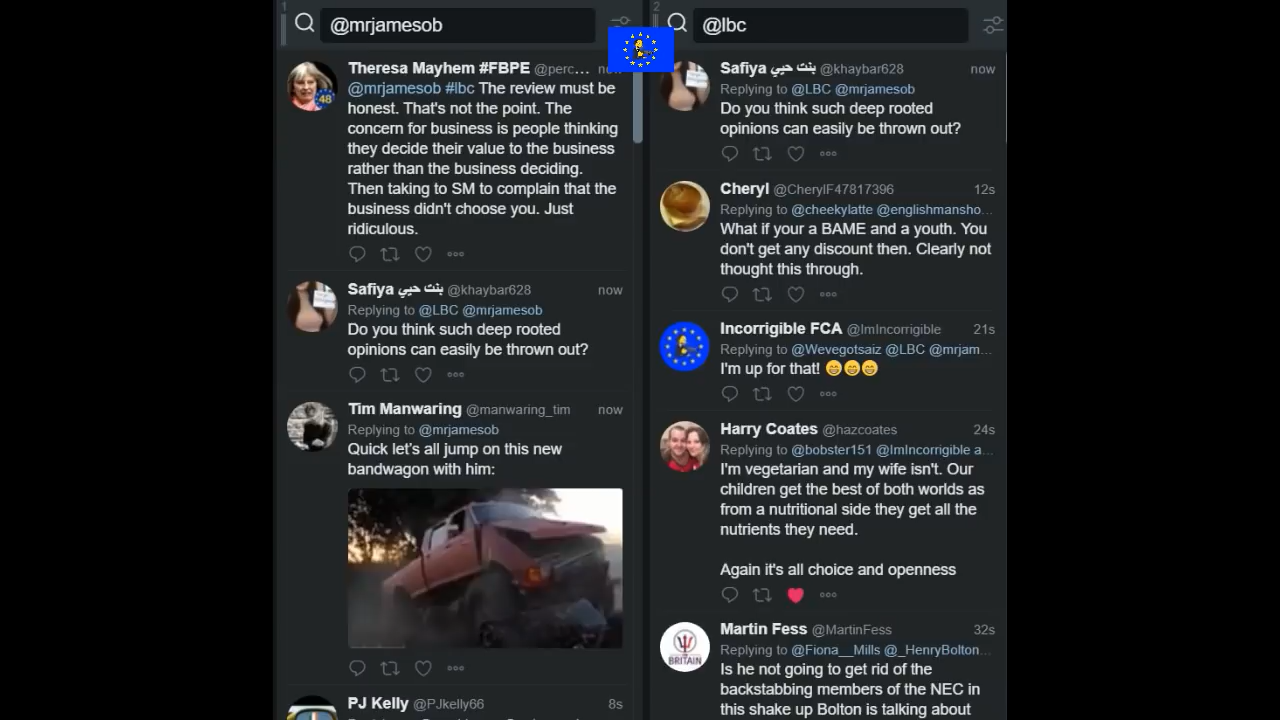 1
@mrjamesob
Theresa Mayhem #FBPE @perc... now
@mrjamesob #lbc The review must be
honest. That's not the point. The
concern for business is people thinking
they decide their value to the business
rather than the business deciding.
Then taking to SM to complain that the
business didn't choose you. Just
ridiculous.
48
Safiya بنت حيي @khaybar628 now
Replying to @LBC @mrjamesob
Do you think such deep rooted
opinions can easily be thrown out?
Tim Manwaring @manwaring_tim now
Replying to @mrjamesob
Quick let's all jump on this new
bandwagon with him:
PJ Kelly @PJkelly66 8s
2
@lbc
Safiya بنت حيي @khaybar628 now
Replying to @LBC @mrjamesob
Do you think such deep rooted
opinions can easily be thrown out?
Cheryl @CherylF47817396 12s
Replying to @cheekylatte @englishmansho...
What if your a BAME and a youth. You
don't get any discount then. Clearly not
thought this through.
Incorrigible FCA @ImIncorrigible 21s
Replying to @Wevegotsaiz @LBC @mrjam...
I'm up for that! 😁😁😁
Harry Coates @hazcoates 24s
Replying to @bobster151 @ImIncorrigible a...
I'm vegetarian and my wife isn't. Our
children get the best of both worlds as
from a nutritional side they get all the
nutrients they need.
Again it's all choice and openness
Martin Fess @MartinFess 32s
Replying to @Fiona__Mills @_HenryBolton...
Is he not going to get rid of the
backstabbing members of the NEC in
this shake up Bolton is talking about
BRITAIN